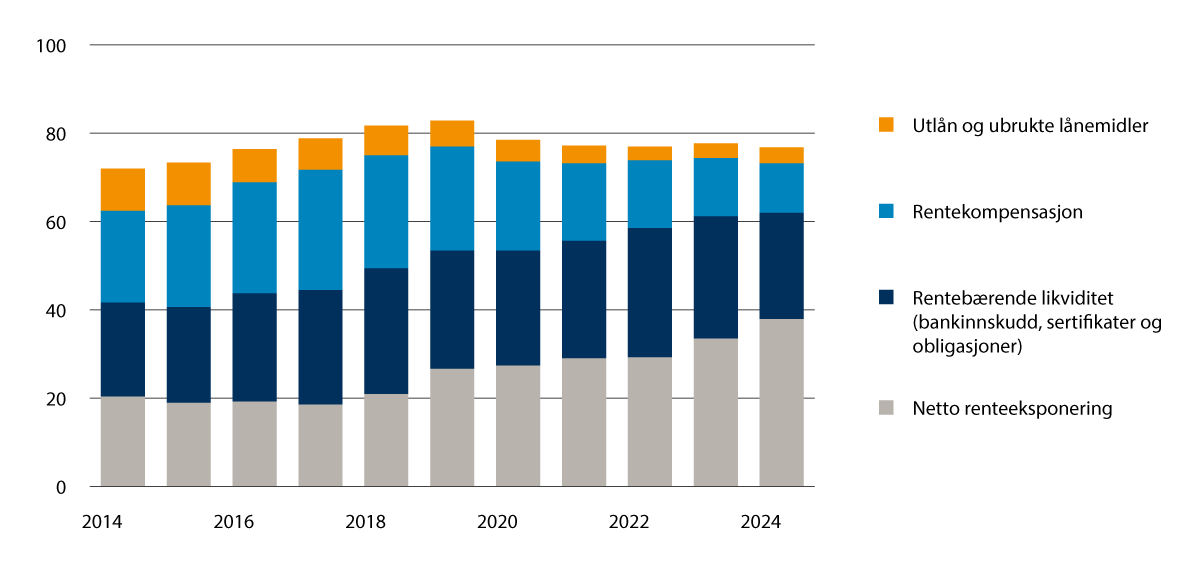 100
80
60
40
20
0
2014
2016
2018
2020
2022
2024
Utlån og ubrukte lånemidler
Rentekompensasjon
Rentebærende likviditet
(bankinnskudd, sertifikater og
obligasjoner)
Netto renteeksponering